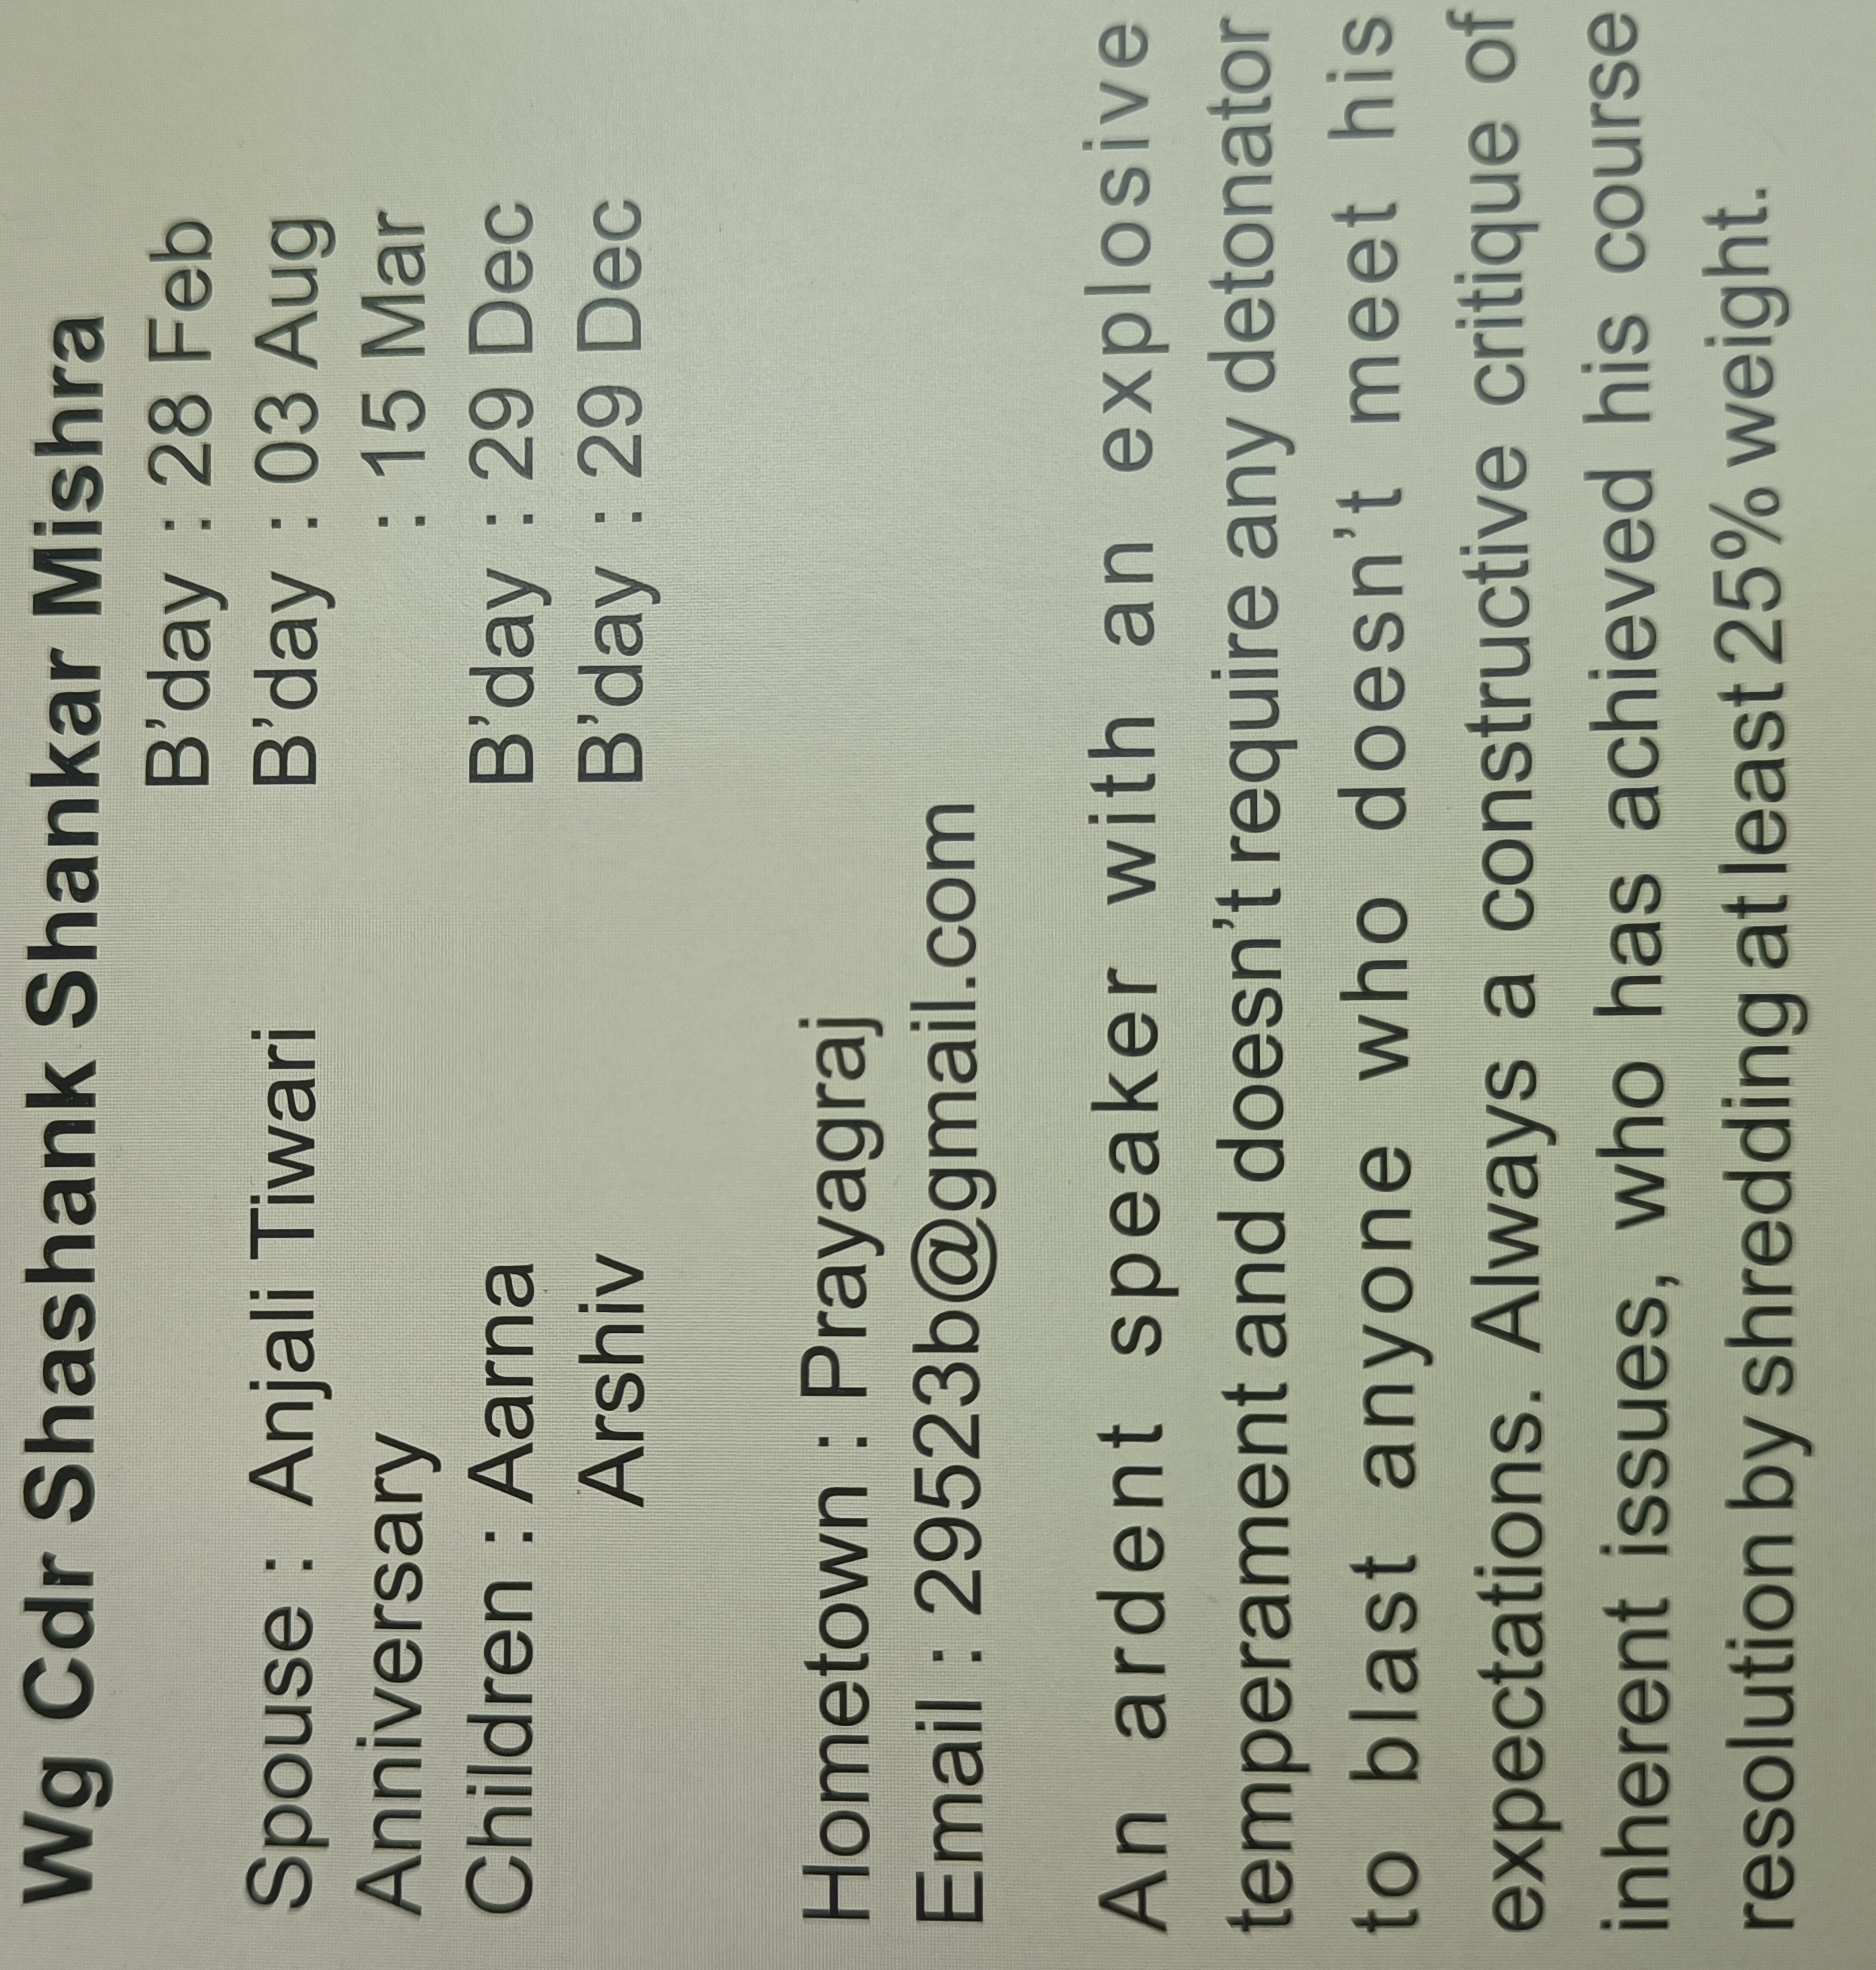 Wg Cdr Shashank Shankar Mishra
B’day : 28 Feb
Spouse : Anjali Tiwari B’day : 03 Aug
Anniversary : 15 Mar
Children : Aarna B’day : 29 Dec
Arshiv B’day : 29 Dec
Hometown : Prayagraj
Email : 29523b@gmail.com
An ardent speaker with an explosive
temperament and doesn’t require any detonator
to blast anyone who doesn’t meet his
expectations. Always a constructive critique of
inherent issues, who has achieved his course
resolution by shredding at least 25% weight.